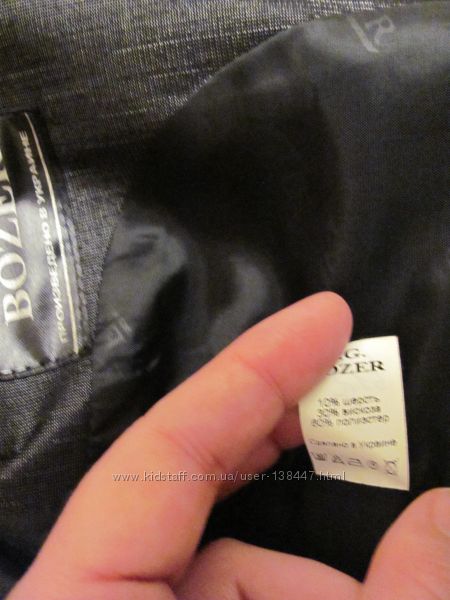 BOZER
ПРОИЗВЕДЕНО В УКРАИНЕ
.G.
OZER
10% шерсть
30% вискоза
60% полиэстер
Сделано в Украине
www.kidstaff.com.ua/user-138447.html